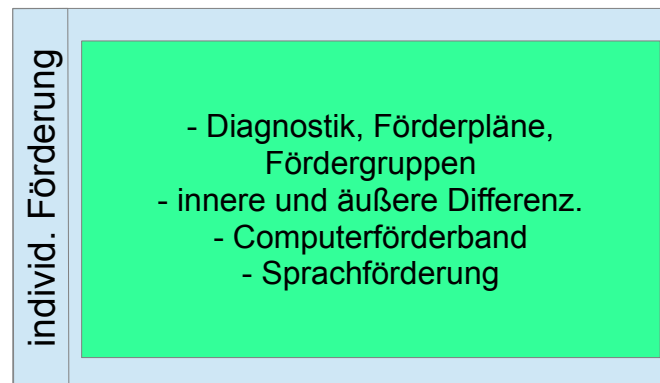 individ. Förderung
- Diagnostik, Förderpläne,
Fördergruppen
- innere und äußere Differenz.
- Computerförderband
- Sprachförderung